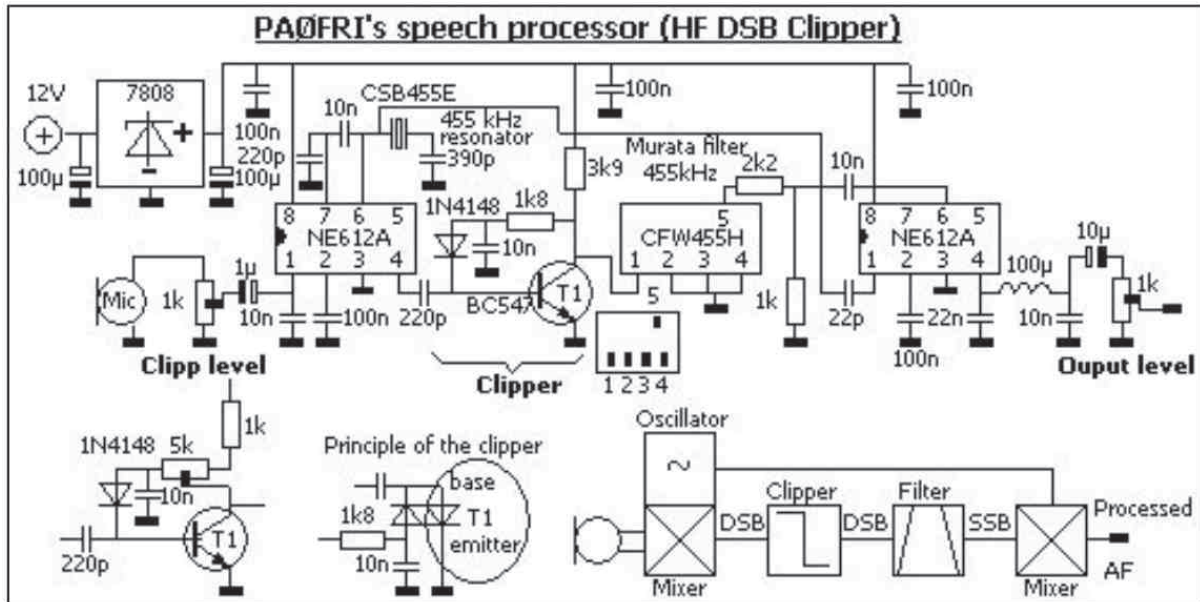 PAØFRI's speech processor (HF DSB Clipper)
12V
7808
100µ
100n
220p
100µ
10n
CSB455E
455 kHz
resonator
390p
100n
3k9
Murata filter
455kHz
2k2
10n
100n
1N4148
1k8
10n
8 7 6 5
NE612A
1 2 3 4
5
CFW455H
1 2 3 4
8 7 6 5
NE612A
1 2 3 4
Mic
1k
1µ
10n
100n
220p
BC547
T1
1k
22p
100n
22n
100µ
10µ
10n
1k
Clipp level
Clipper
5
1 2 3 4
Ouput level
1N4148
5k
1k
10n
T1
220p
Principle of the clipper
base
T1
emitter
1k8
10n
Oscillator
~
Mixer
DSB
Clipper
DSB
Filter
SSB
Mixer
Processed
AF